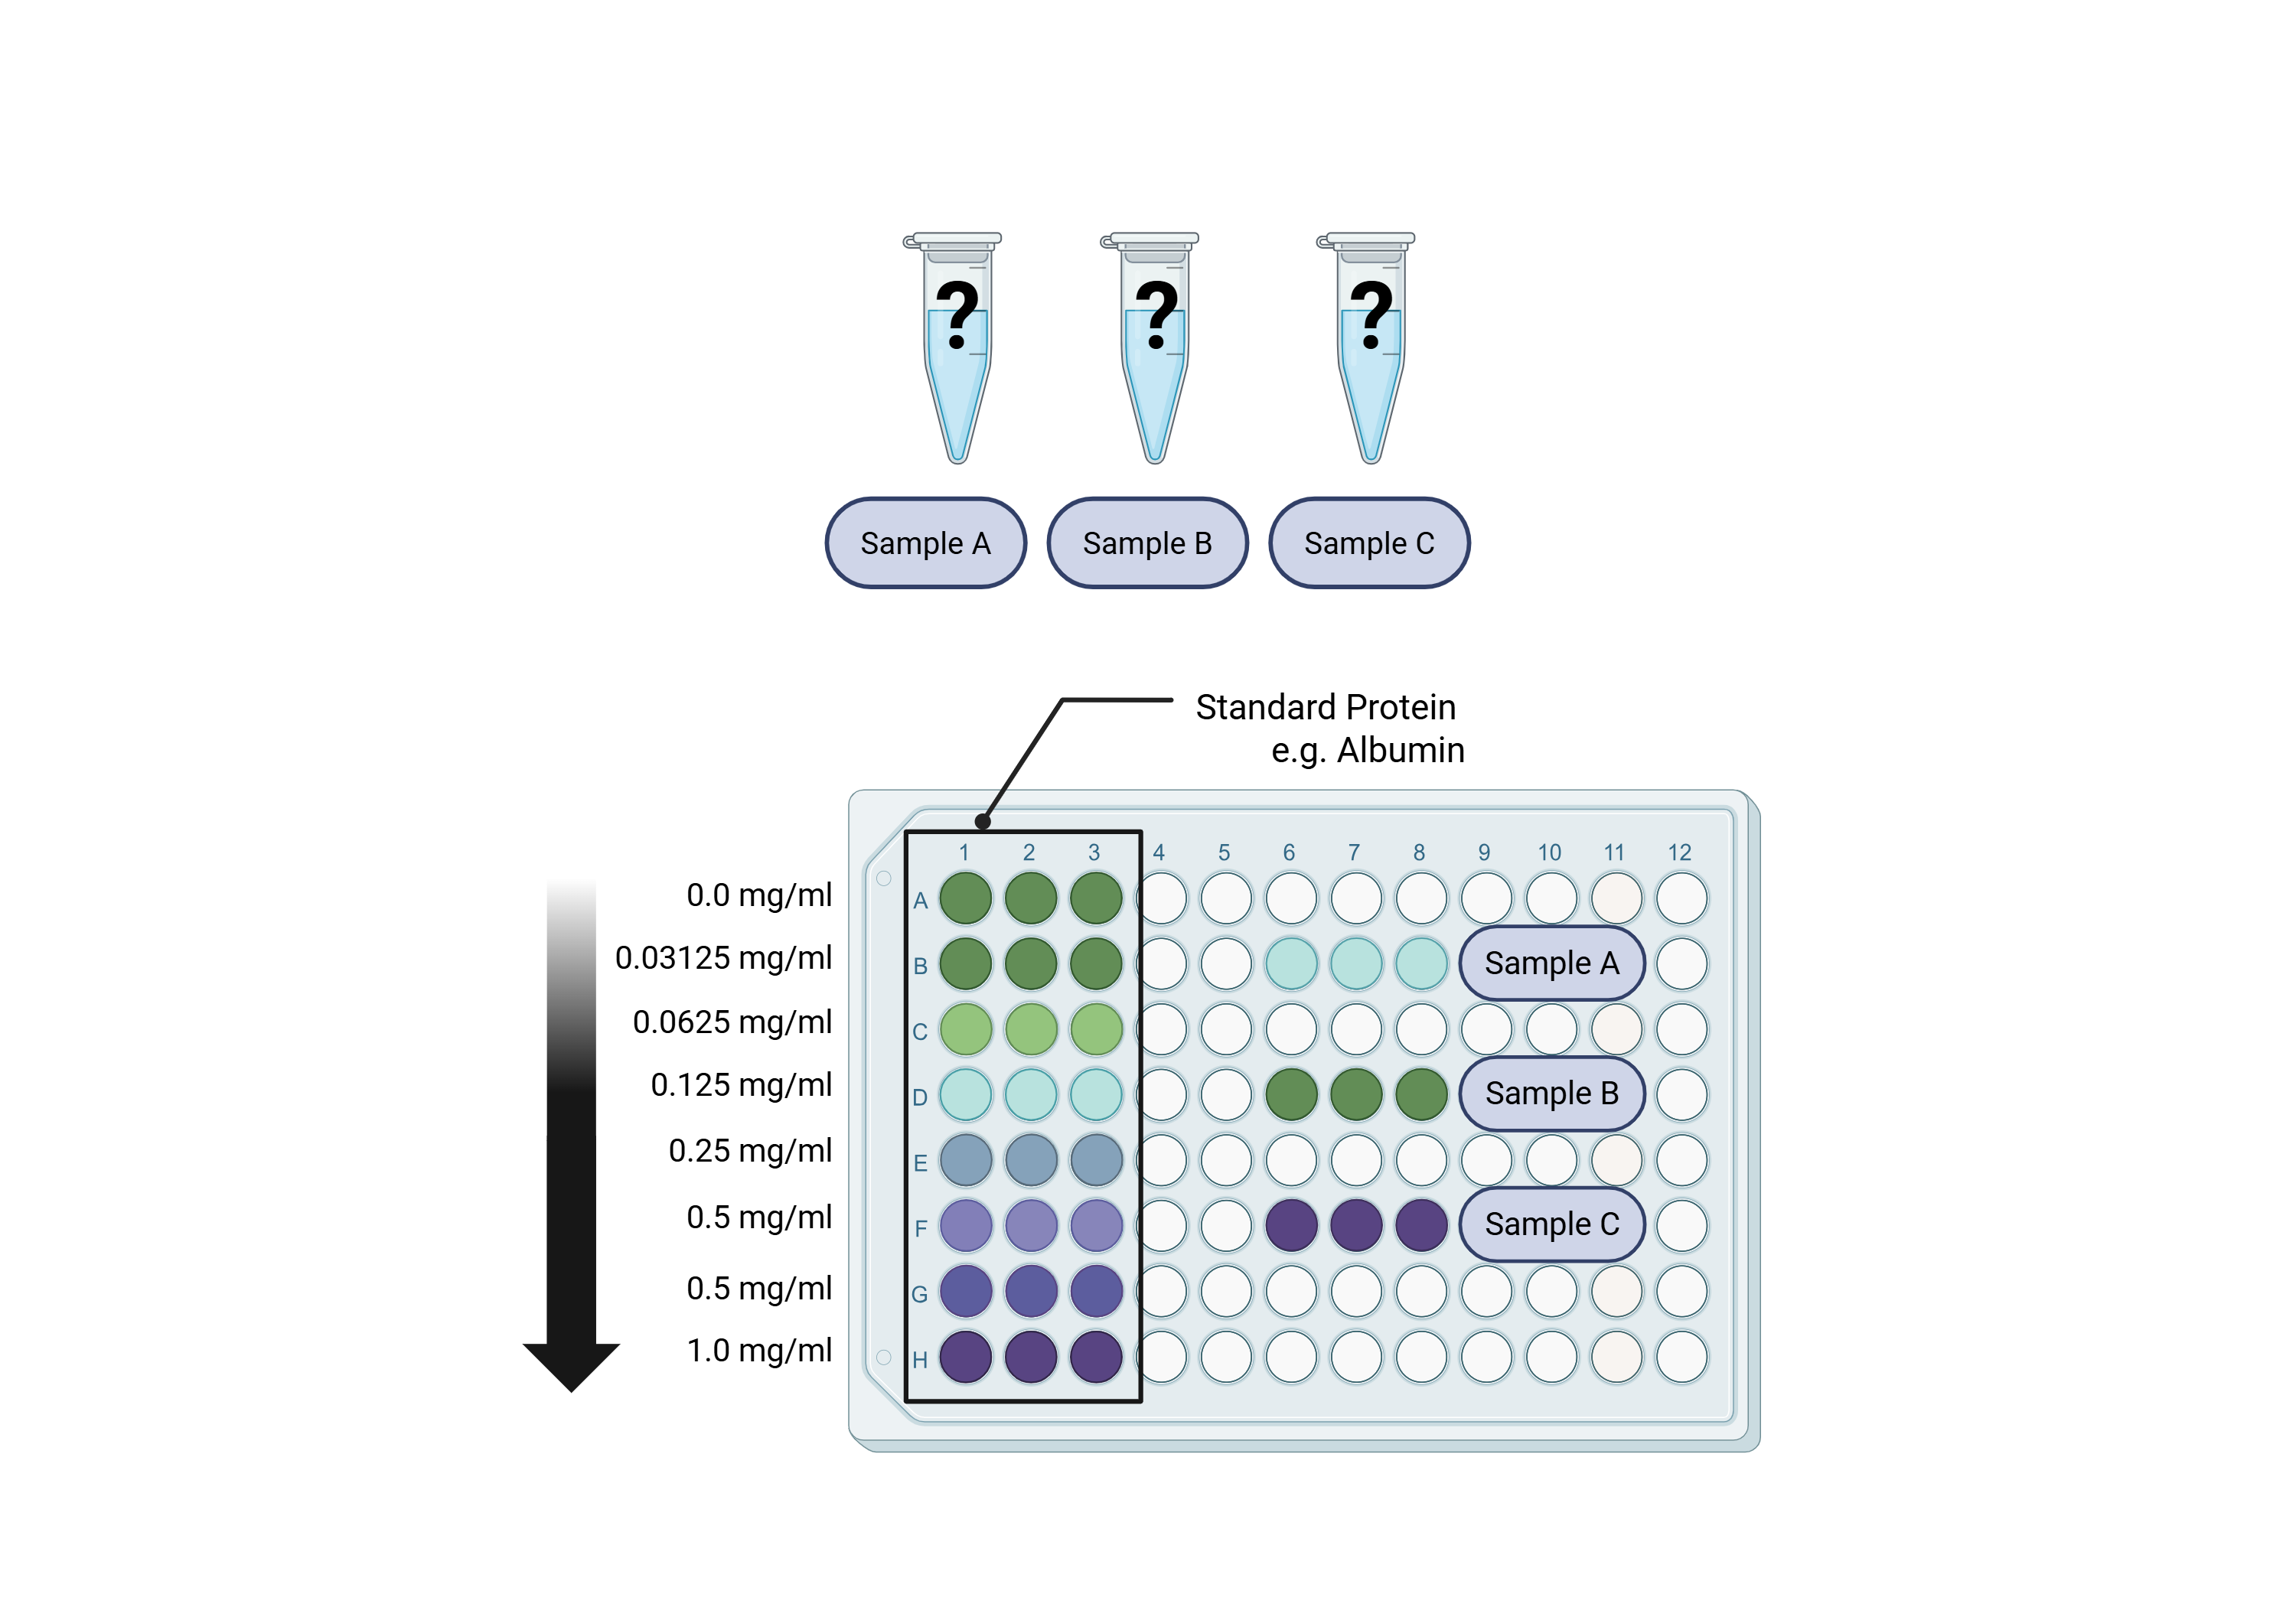 ?
?
?
Sample A
Sample B
Sample C
Standard Protein
e.g. Albumin
1 2 3 4 5 6 7 8 9 10 11 12
0.0 mg/ml
A
0.03125 mg/ml
B
Sample A
0.0625 mg/ml
C
0.125 mg/ml
D
Sample B
0.25 mg/ml
E
0.5 mg/ml
F
Sample C
0.5 mg/ml
G
1.0 mg/ml
H